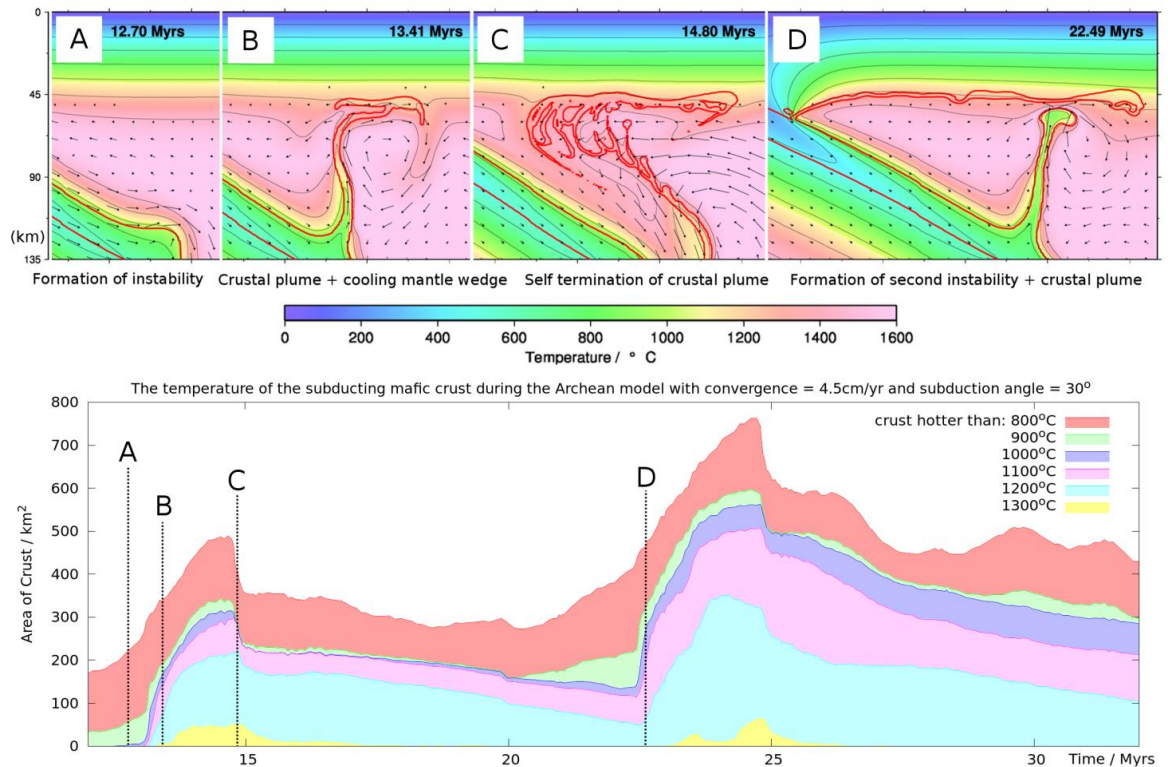 0
45
90
(km)
135
A 12.70 Myrs
B 13.41 Myrs
C 14.80 Myrs
D 22.49 Myrs
Formation of instability
Crustal plume + cooling mantle wedge
Self termination of crustal plume
Formation of second instability + crustal plume
0 200 400 600 800 1000 1200 1400 1600
Temperature / ° C
The temperature of the subducting mafic crust during the Archean model with convergence = 4.5cm/yr and subduction angle = 30°
Area of Crust / km²
800
700
600
500
400
300
200
100
0
A
B
C
D
crust hotter than: 800°C
900°C
1000°C
1100°C
1200°C
1300°C
15 20 25 30 Time / Myrs